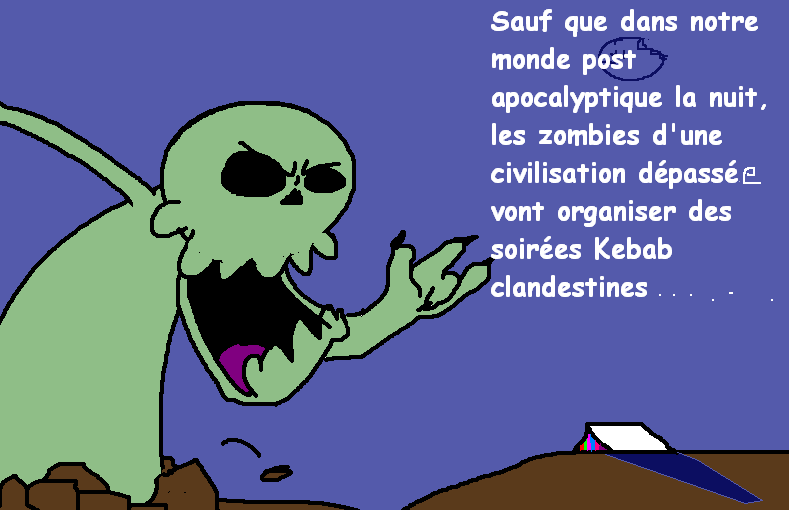 Sauf que dans notre
monde post
apocalyptique la nuit,
les zombies d'une
civilisation dépassée
vont organiser des
soirées Kebab
clandestines . . . . - .